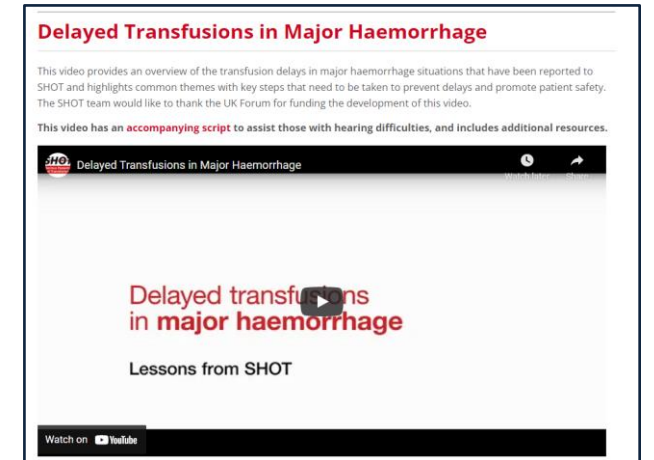 Delayed Transfusions in Major Haemorrhage
This video provides an overview of the transfusion delays in major haemorrhage situations that have been reported to
SHOT and highlights common themes with key steps that need to be taken to prevent delays and promote patient safety.
The SHOT team would like to thank the UK Forum for funding the development of this video.
This video has an accompanying script to assist those with hearing difficulties, and includes additional resources.
SHOT Delayed Transfusions in Major Haemorrhage
Watch later Share
Delayed transfusions
in major haemorrhage
Lessons from SHOT
Watch on YouTube